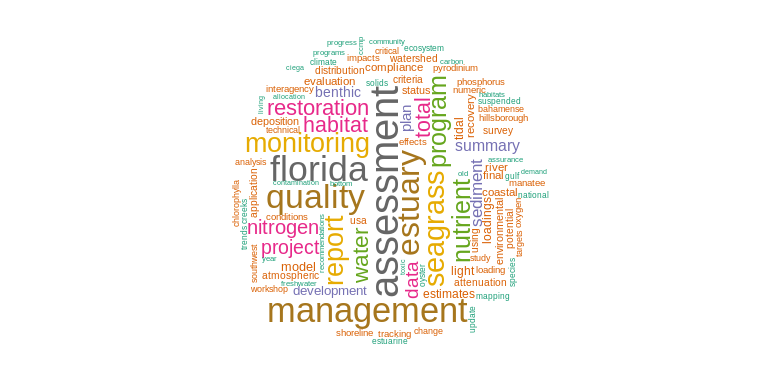 progress
ccmp
community
programs
critical
ecosystem
climate
impacts
watershed
carbon
ciega
distribution
compliance
pyrodinium
evaluation
solids
criteria
phosphorus
interagency
benthic
status
numeric
habitats
allocation
living
suspended
restoration
plan
total
program
recovery
bahamense
deposition
habitat
tidal
hillsborough
technical
assessment
effects
survey
monitoring
estuary
summary
analysis
florida
seagrass
nutrient
sediment
assurance
river
old
final
gulf
demand
contamination
bottom
manatee
quality
coastal
national
chlorophylla
application
creeks
conditions
usa
loadings
environmental
potential
oxygen
nitrogen
report
water
trends
using
targets
project
recommendations
southwest
year
model
toxic
data
oyster
light
loading
study
species
atmospheric
freshwater
attenuation
workshop
development
estimates
mapping
management
update
shoreline
tracking
change
estuarine